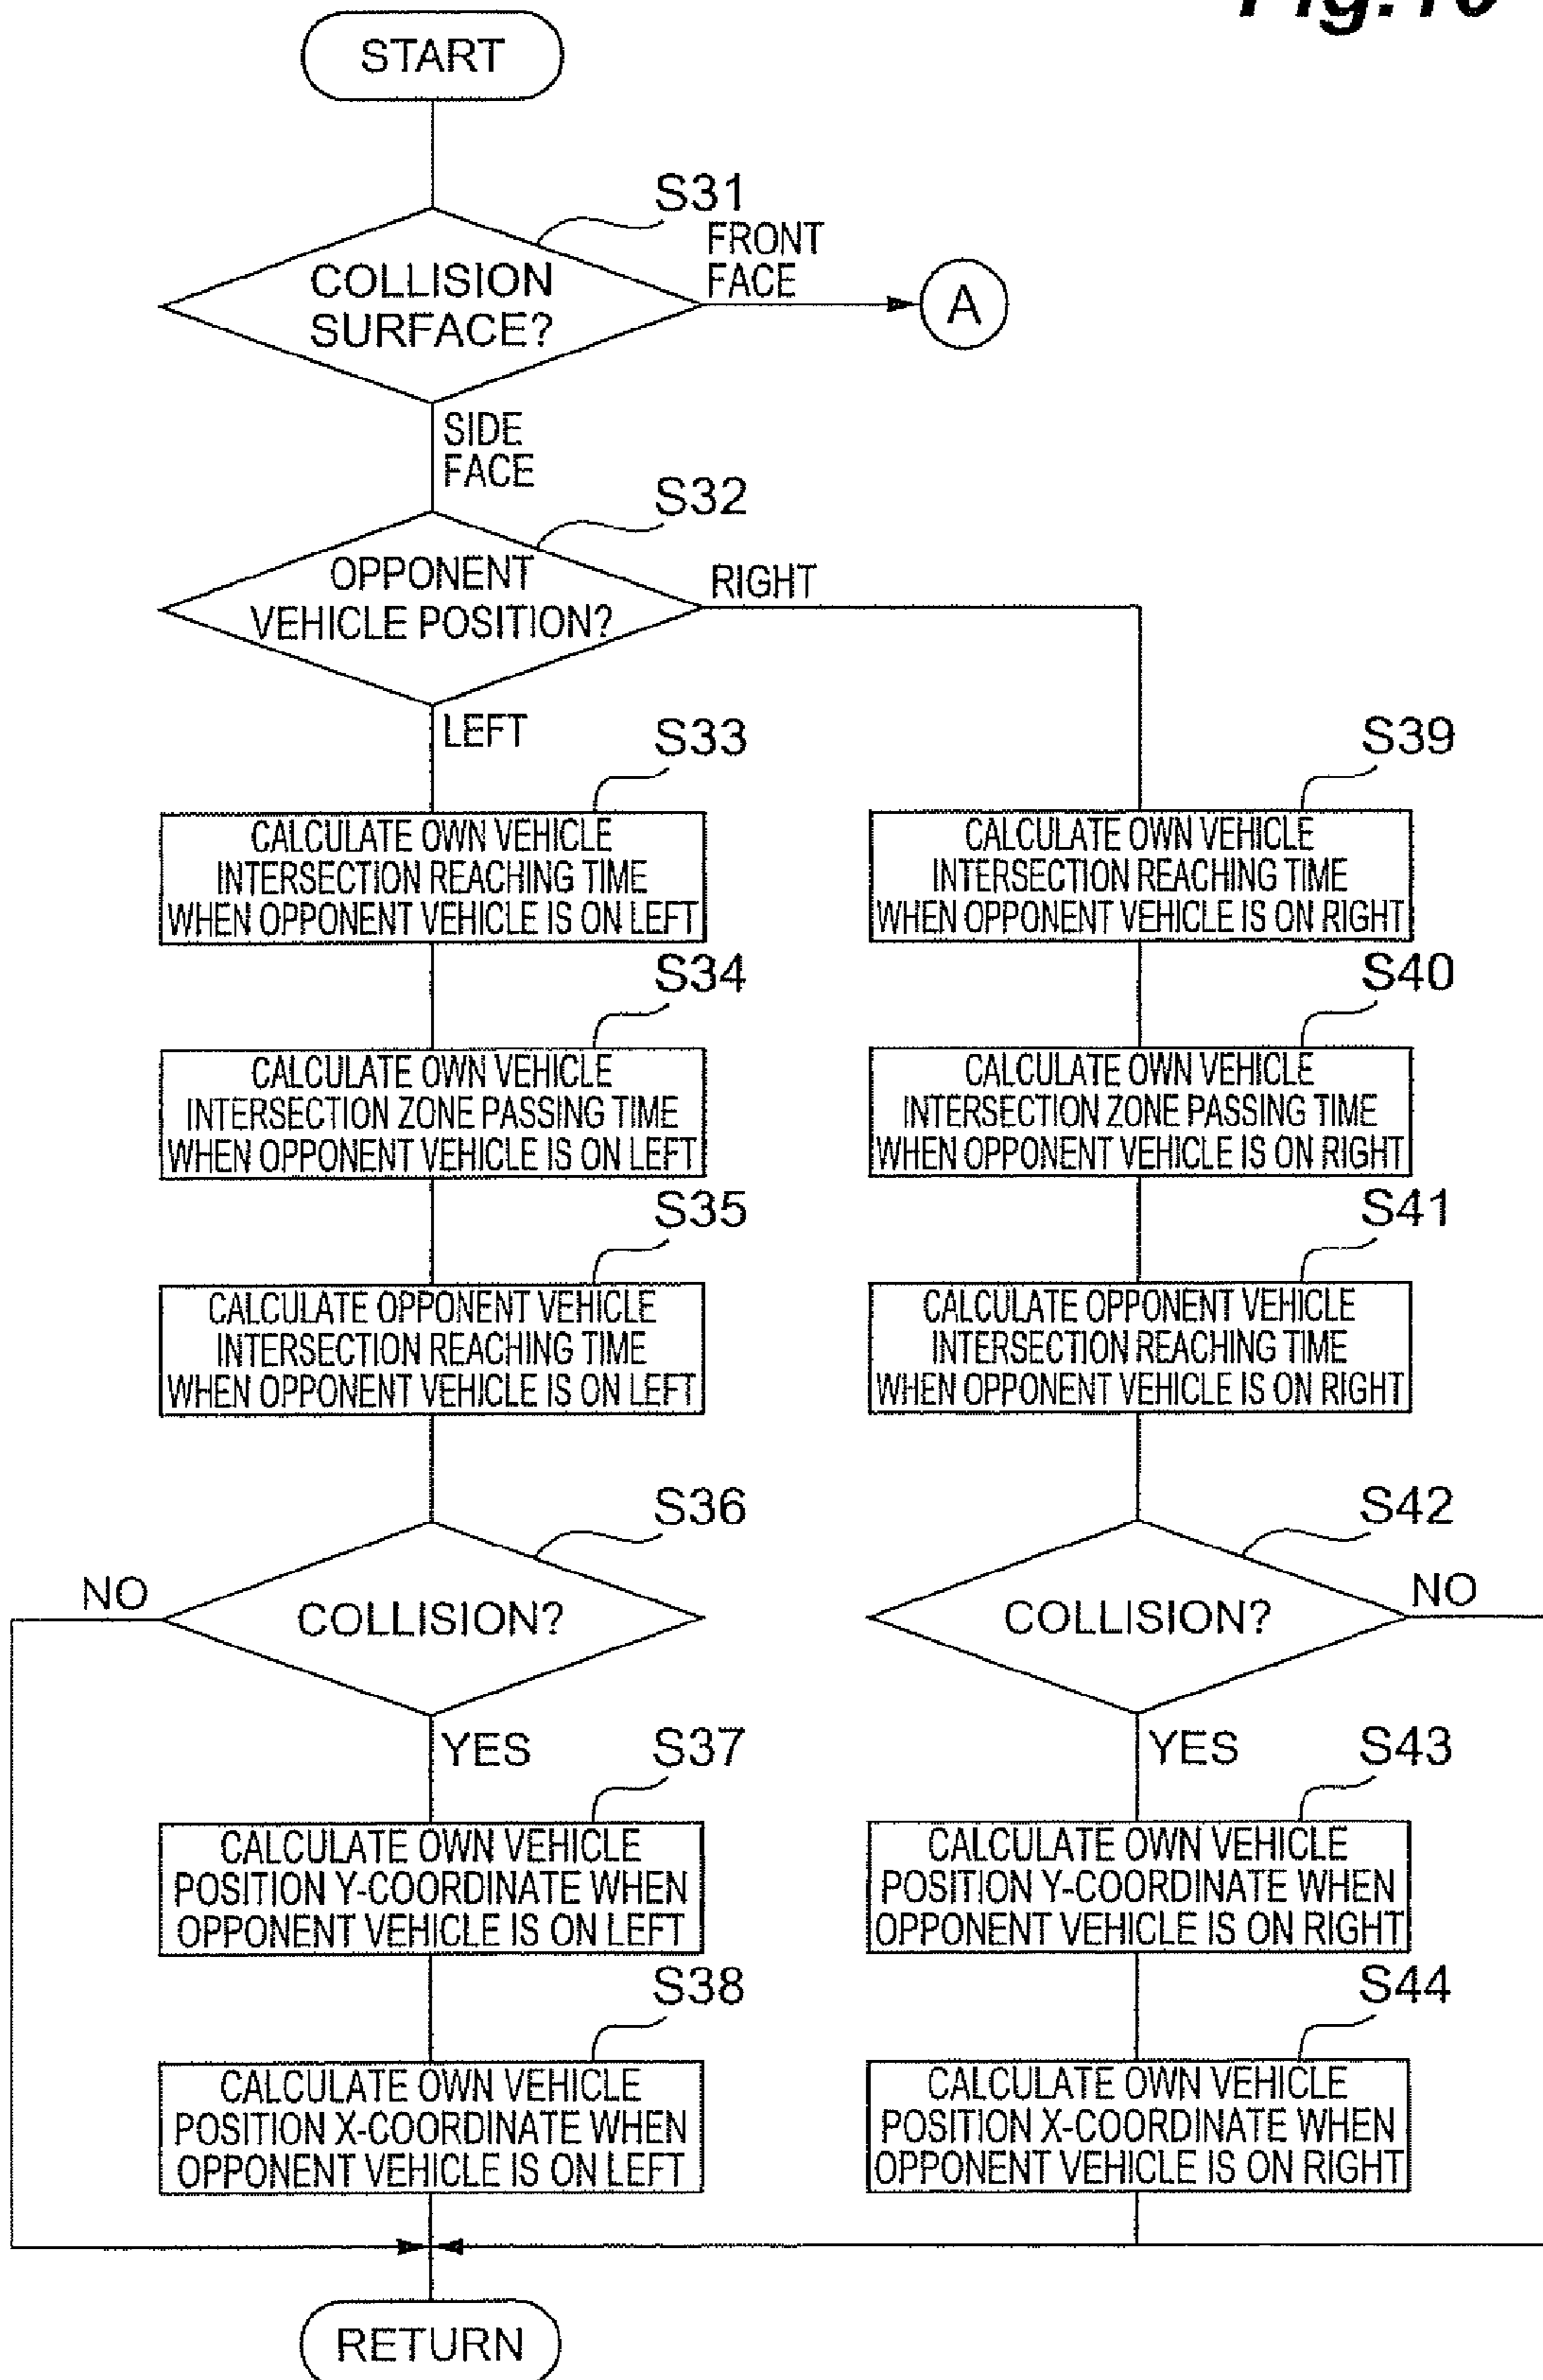 START
S31
COLLISION
SURFACE?
FRONT
FACE
A
SIDE
FACE
S32
OPPONENT
VEHICLE POSITION?
RIGHT
LEFT
S33
CALCULATE OWN VEHICLE
INTERSECTION REACHING TIME
WHEN OPPONENT VEHICLE IS ON LEFT
S34
CALCULATE OWN VEHICLE
INTERSECTION ZONE PASSING TIME
WHEN OPPONENT VEHICLE IS ON LEFT
S35
CALCULATE OPPONENT VEHICLE
INTERSECTION REACHING TIME
WHEN OPPONENT VEHICLE IS ON LEFT
S36
COLLISION?
NO
YES
S37
CALCULATE OWN VEHICLE
POSITION Y-COORDINATE WHEN
OPPONENT VEHICLE IS ON LEFT
S38
CALCULATE OWN VEHICLE
POSITION X-COORDINATE WHEN
OPPONENT VEHICLE IS ON LEFT
S39
CALCULATE OWN VEHICLE
INTERSECTION REACHING TIME
WHEN OPPONENT VEHICLE IS ON RIGHT
S40
CALCULATE OWN VEHICLE
INTERSECTION ZONE PASSING TIME
WHEN OPPONENT VEHICLE IS ON RIGHT
S41
CALCULATE OPPONENT VEHICLE
INTERSECTION REACHING TIME
WHEN OPPONENT VEHICLE IS ON RIGHT
S42
COLLISION?
NO
YES
S43
CALCULATE OWN VEHICLE
POSITION Y-COORDINATE WHEN
OPPONENT VEHICLE IS ON RIGHT
S44
CALCULATE OWN VEHICLE
POSITION X-COORDINATE WHEN
OPPONENT VEHICLE IS ON RIGHT
RETURN